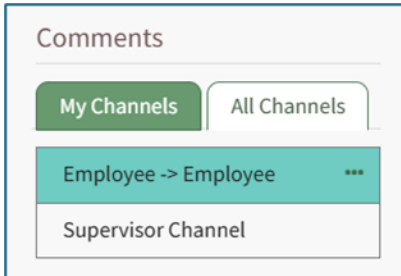 Comments
My Channels All Channels
Employee -> Employee
Supervisor Channel